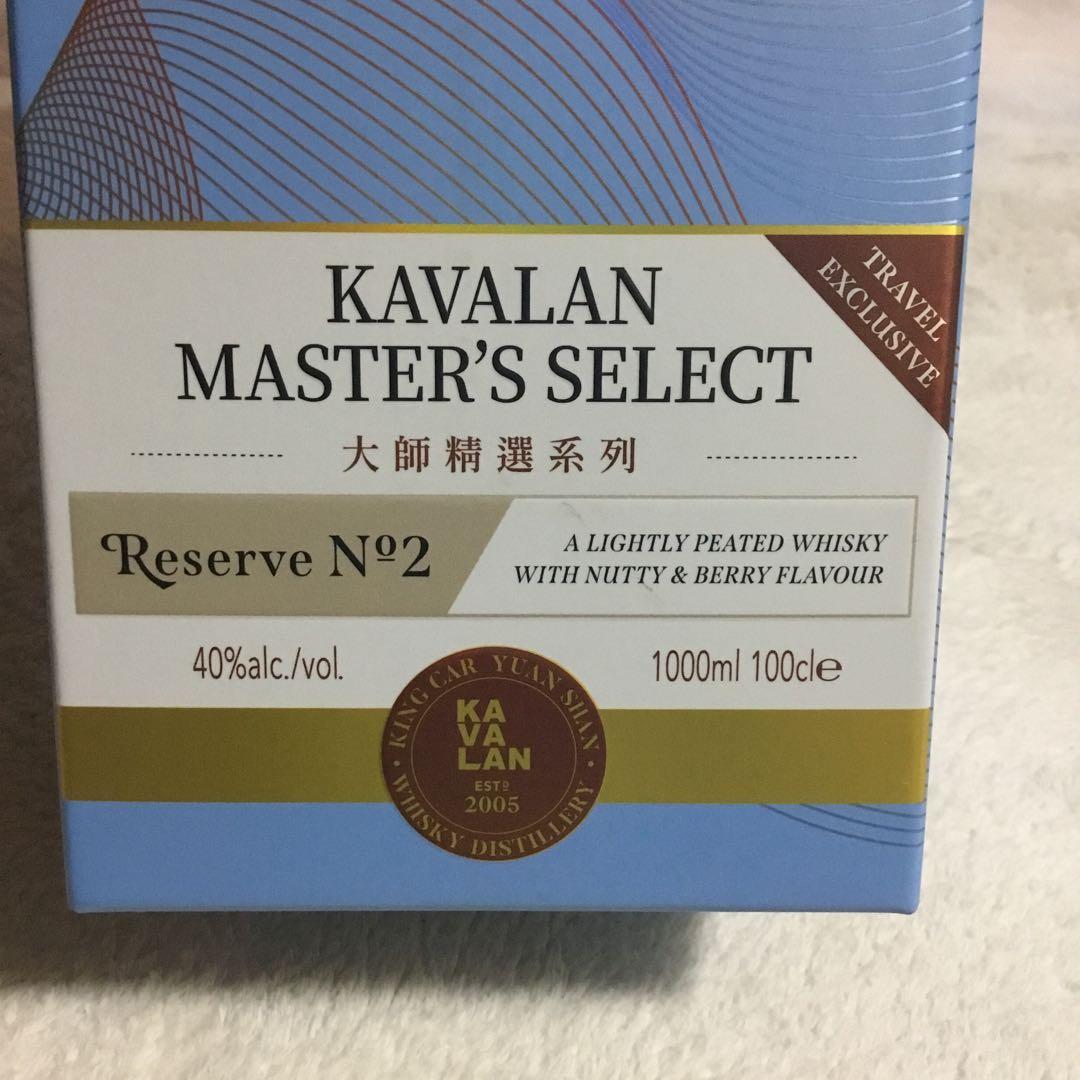 KAVALAN
MASTER'S SELECT
TRAVEL
EXCLUSIVE
大師精選系列
Reserve Nº2
A LIGHTLY PEATED WHISKY
WITH NUTTY & BERRY FLAVOUR
40%alc./vol.
1000ml 100cl℮
KING CAR YUAN SHAN
KA
VA
LAN
ESTD
2005
WHISKY DISTILLERY